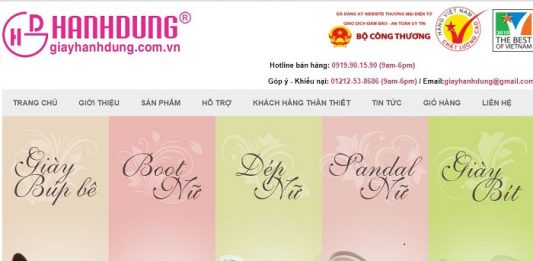 HD
HANHDUNG®
giayhanhdung.com.vn
ĐÃ ĐĂNG KÝ WEBSITE THƯƠNG MẠI ĐIỆN TỬ
GIAO DỊCH ĐẢM BẢO - AN TOÀN UY TÍN
BỘ CÔNG THƯƠNG
HÀNG VIỆT NAM
CHẤT LƯỢNG CAO
2010
THE BEST
OF VIETNAM
Hotline bán hàng: 0919.90.15.90 (9am-6pm)
Góp ý - Khiếu nại: 01212-53-8686 (9am-6pm) / Email:giayhanhdung@gmail.com
TRANG CHỦ GIỚI THIỆU SẢN PHẨM HỖ TRỢ KHÁCH HÀNG THÂN THIẾT TIN TỨC GIỎ HÀNG LIÊN HỆ
Giày
Búp bê
Boot
Nữ
Dép
Nữ
Sandal
Nữ
Giày
Bít